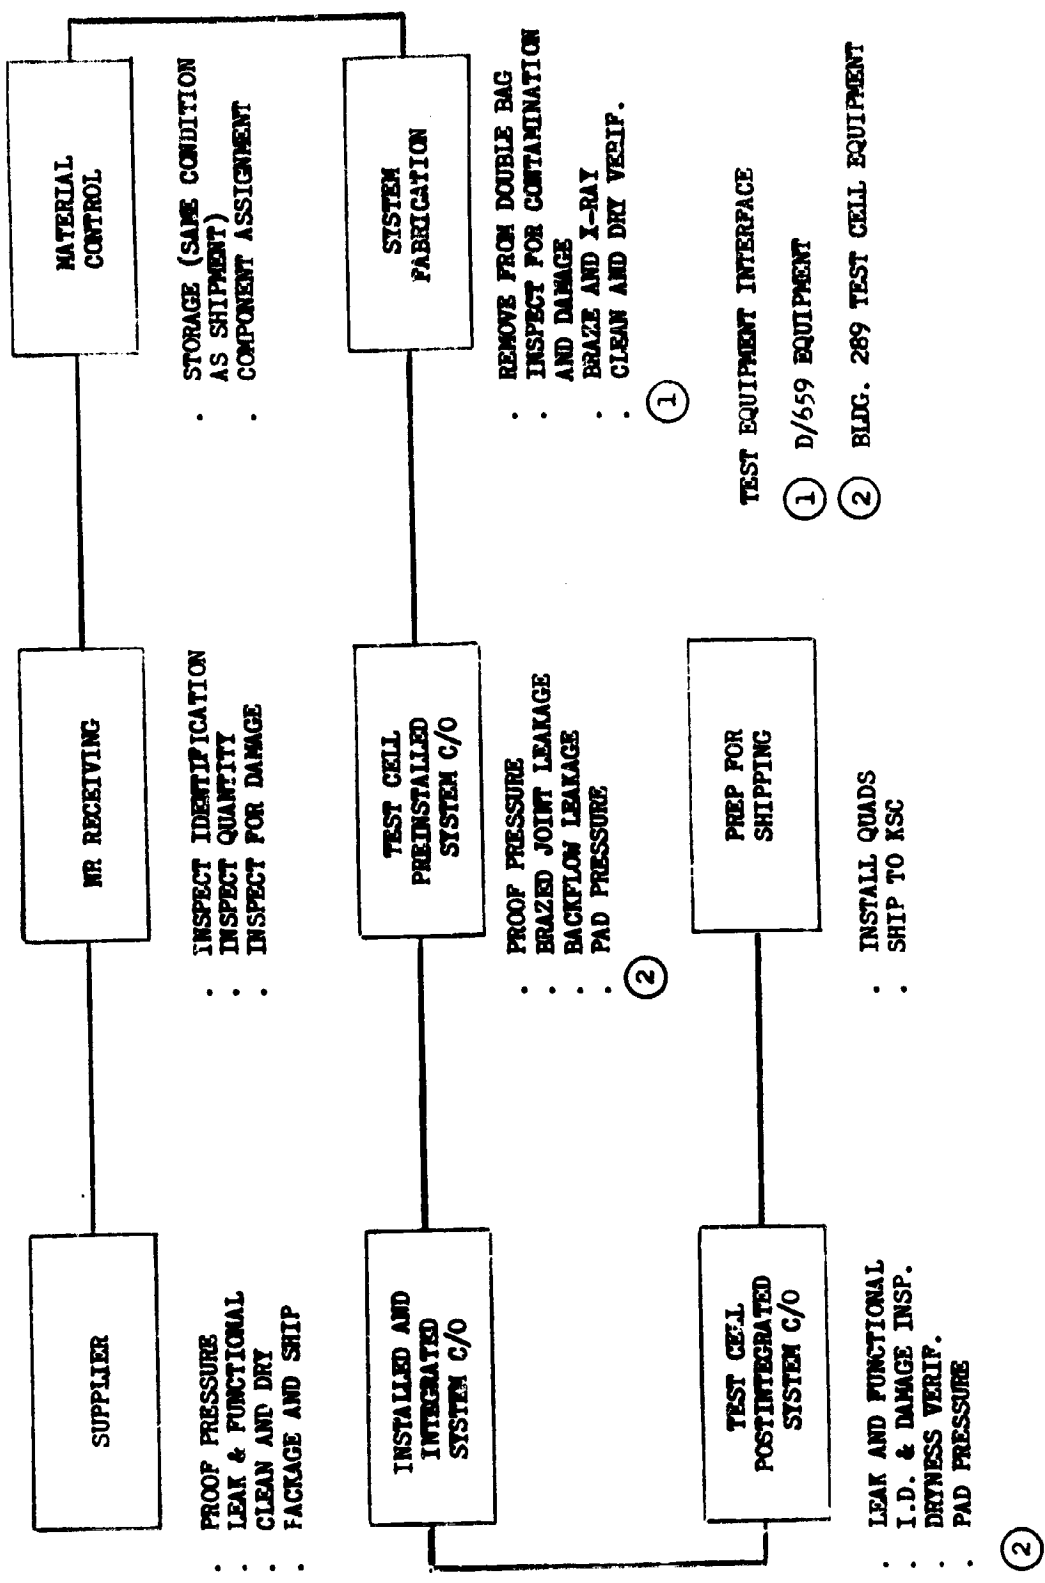 SUPPLIER
. PROOF PRESSURE
. LEAK & FUNCTIONAL
. CLEAN AND DRY
. PACKAGE AND SHIP
NR RECEIVING
. INSPECT IDENTIFICATION
. INSPECT QUANTITY
. INSPECT FOR DAMAGE
MATERIAL
CONTROL
. STORAGE (SAME CONDITION
AS SHIPMENT)
. COMPONENT ASSIGNMENT
INSTALLED AND
INTEGRATED
SYSTEM C/O
TEST CELL
PREINSTALLED
SYSTEM C/O
. PROOF PRESSURE
. BRAZED JOINT LEAKAGE
. BACKFLOW LEAKAGE
. PAD PRESSURE
2
SYSTEM
FABRICATION
. REMOVE FROM DOUBLE BAG
. INSPECT FOR CONTAMINATION
AND DAMAGE
. BRAZE AND X-RAY
. CLEAN AND DRY VERIF.
1
TEST CELL
POSTINTEGRATED
SYSTEM C/O
. LEAK AND FUNCTIONAL
. I.D. & DAMAGE INSP.
. DRYNESS VERIF.
. PAD PRESSURE
2
PREP FOR
SHIPPING
. INSTALL QUADS
. SHIP TO KSC
TEST EQUIPMENT INTERFACE
1 D/659 EQUIPMENT
2 BLDG. 289 TEST CELL EQUIPMENT